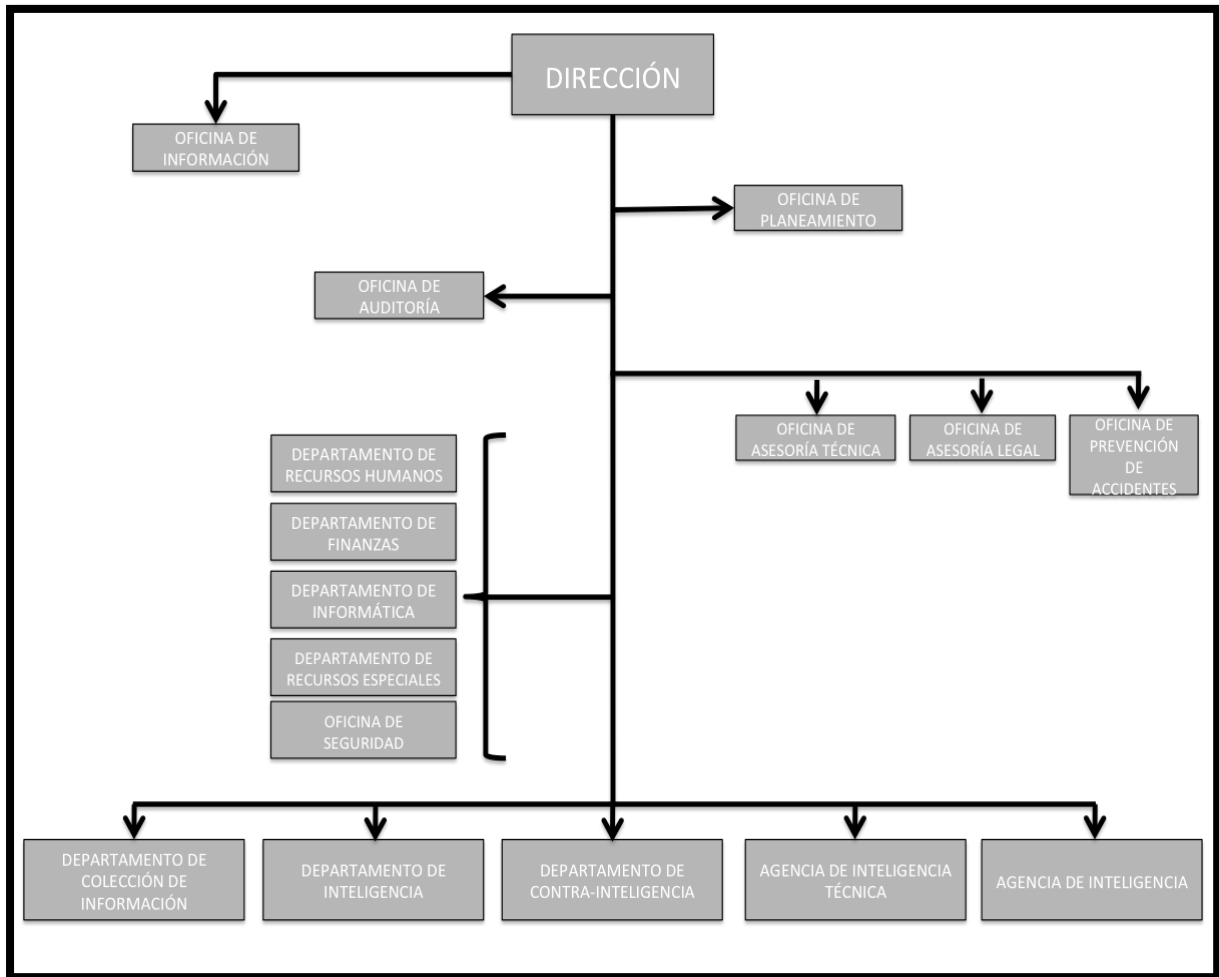 DIRECCIÓN
OFICINA DE
INFORMACIÓN
OFICINA DE
PLANEAMIENTO
OFICINA DE
AUDITORÍA
OFICINA DE
ASESORÍA TÉCNICA
OFICINA DE
ASESORÍA LEGAL
OFICINA DE
PREVENCIÓN
DE
ACCIDENTES
DEPARTAMENTO DE
RECURSOS HUMANOS
DEPARTAMENTO DE
FINANZAS
DEPARTAMENTO DE
INFORMÁTICA
DEPARTAMENTO DE
RECURSOS ESPECIALES
OFICINA DE
SEGURIDAD
DEPARTAMENTO DE
COLECCIÓN DE
INFORMACIÓN
DEPARTAMENTO DE
INTELIGENCIA
DEPARTAMENTO DE
CONTRA-INTELIGENCIA
AGENCIA DE INTELIGENCIA
TÉCNICA
AGENCIA DE INTELIGENCIA